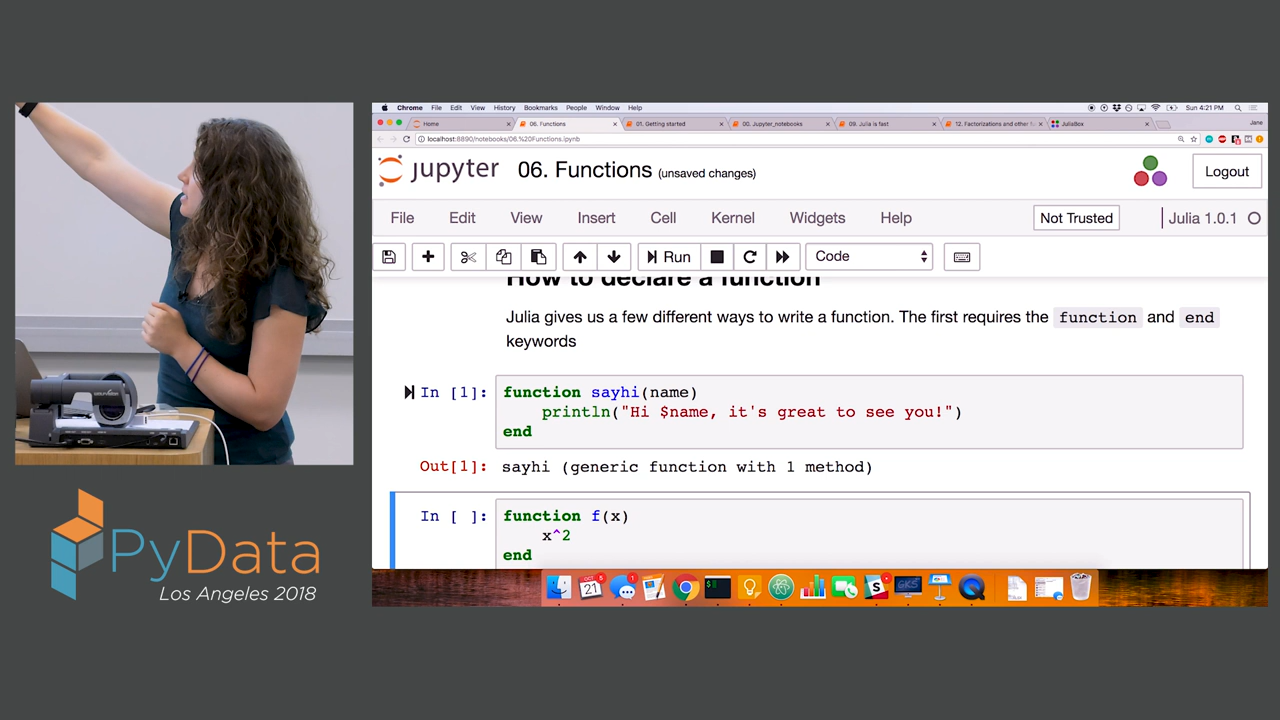 Chrome File Edit View History Bookmarks People Window Help Sun 4:21 PM
Home 06. Functions 01. Getting started 00. Jupyter_notebooks 09. Julia is fast 12. Factorizations and other f JuliaBox Jane
localhost:8890/notebooks/06.%20Functions.ipynb
jupyter 06. Functions (unsaved changes) Logout
File Edit View Insert Cell Kernel Widgets Help Not Trusted Julia 1.0.1
Run Code
How to declare a function
Julia gives us a few different ways to write a function. The first requires the function and end
keywords
In [1]: function sayhi(name)
println("Hi $name, it's great to see you!")
end
Out[1]: sayhi (generic function with 1 method)
In [ ]: function f(x)
x^2
end
PyData
Los Angeles 2018